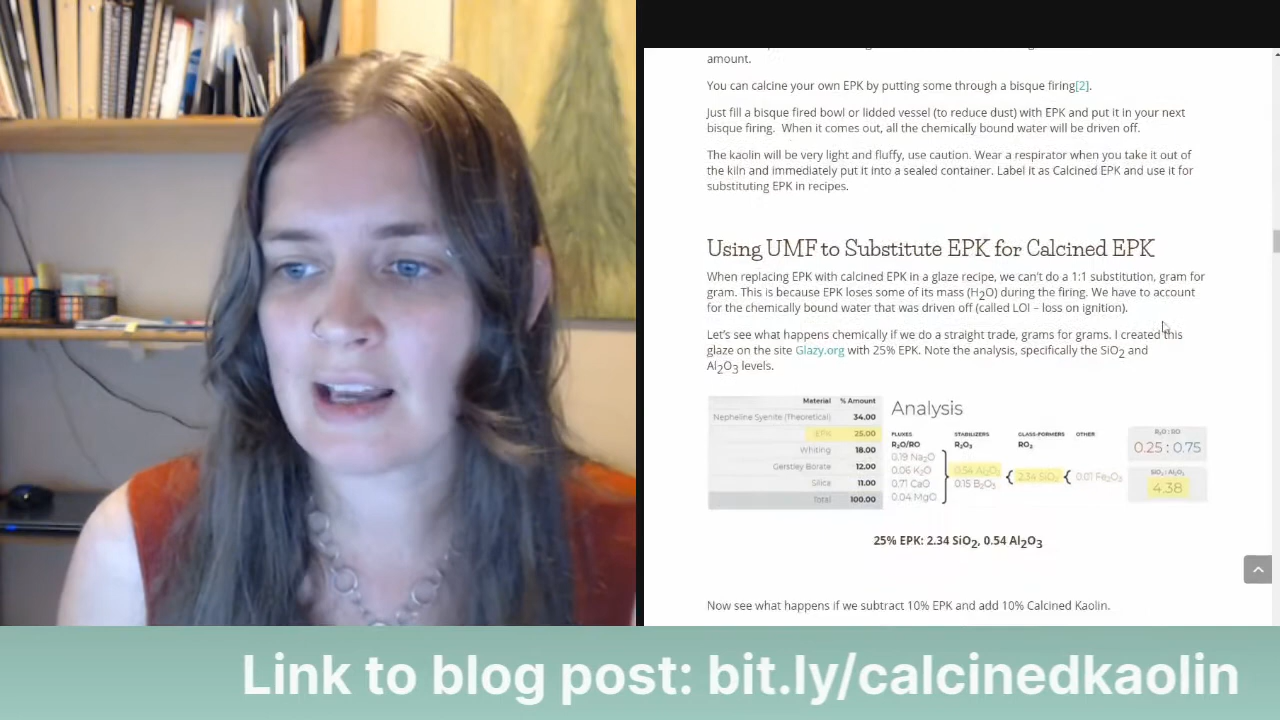 amount.
You can calcine your own EPK by putting some through a bisque firing[2].
Just fill a bisque fired bowl or lidded vessel (to reduce dust) with EPK and put it in your next
bisque firing. When it comes out, all the chemically bound water will be driven off.
The kaolin will be very light and fluffy, use caution. Wear a respirator when you take it out of
the kiln and immediately put it into a sealed container. Label it as Calcined EPK and use it for
substituting EPK in recipes.
Using UMF to Substitute EPK for Calcined EPK
When replacing EPK with calcined EPK in a glaze recipe, we can't do a 1:1 substitution, gram for
gram. This is because EPK loses some of its mass (H2O) during the firing. We have to account
for the chemically bound water that was driven off (called LOI – loss on ignition).
Let's see what happens chemically if we do a straight trade, grams for grams. I created this
glaze on the site Glazy.org with 25% EPK. Note the analysis, specifically the SiO2 and
Al2O3 levels.
Material % Amount
Nepheline Syenite (Theoretical) 34.00
EPK 25.00
Whiting 18.00
Gerstley Borate 12.00
Silica 11.00
Total 100.00
Analysis
FLUXES STABILIZERS GLASS-FORMERS OTHER
R2O/RO R2O3 RO2
0.19 Na2O
0.06 K2O
0.71 CaO
0.04 MgO
0.54 Al2O3
0.15 B2O3
2.34 SiO2
0.01 Fe2O3
R2O : RO
0.25 : 0.75
SiO2 : Al2O3
4.38
25% EPK: 2.34 SiO2, 0.54 Al2O3
Now see what happens if we subtract 10% EPK and add 10% Calcined Kaolin.
Link to blog post: bit.ly/calcinedkaolin